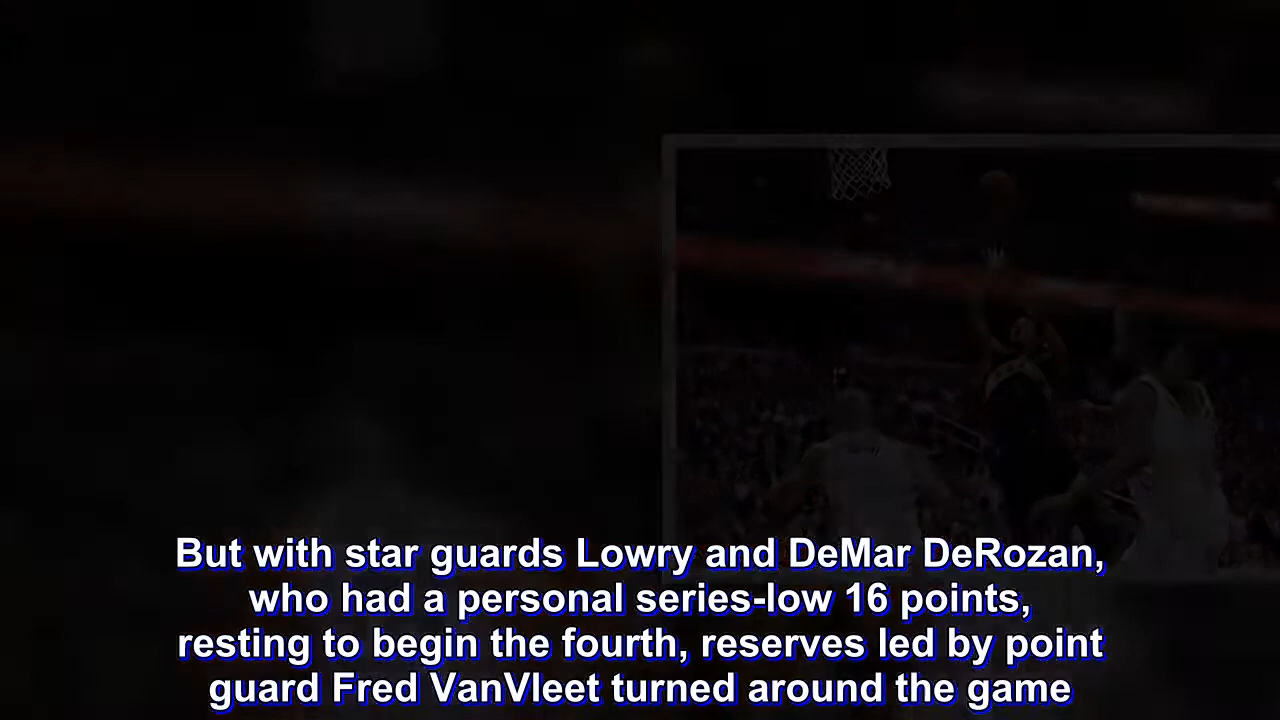 But with star guards Lowry and DeMar DeRozan,
who had a personal series-low 16 points,
resting to begin the fourth, reserves led by point
guard Fred VanVleet turned around the game